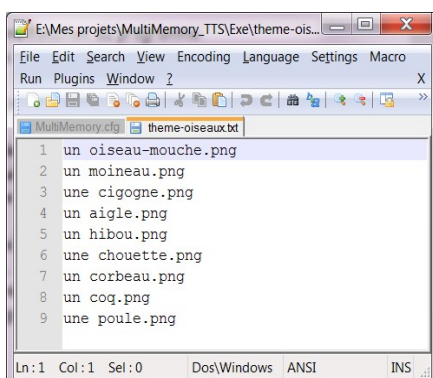 E:\Mes projets\MultiMemory_TTS\Exe\theme-ois...
File Edit Search View Encoding Language Settings Macro
Run Plugins Window ? X
MultiMemory.cfg theme-oiseaux.txt
1 un oiseau-mouche.png
2 un moineau.png
3 une cigogne.png
4 un aigle.png
5 un hibou.png
6 une chouette.png
7 un corbeau.png
8 un coq.png
9 une poule.png
Ln : 1 Col : 1 Sel : 0 Dos\Windows ANSI INS